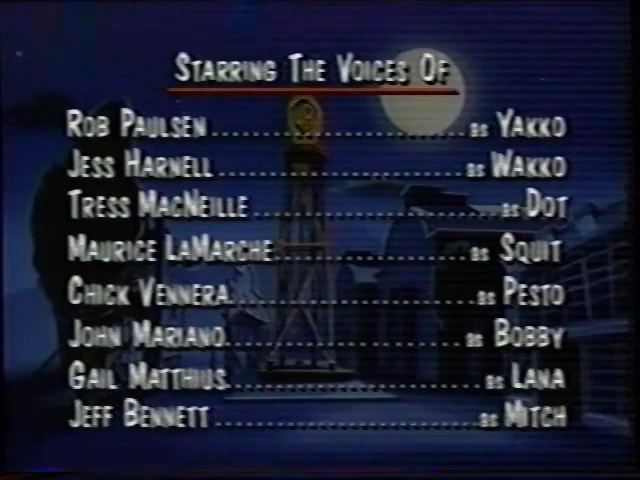 STARRING THE VOICES OF
ROB PAULSEN.............................as YAKKO
JESS HARNELL............................as WAKKO
TRESS MACNEILLE............................as DOT
MAURICE LAMARCHE.......................as SQUIT
CHICK VENNERA............................as PESTO
JOHN MARIANO...........................as BOBBY
GAIL MATTHIUS............................as LANA
JEFF BENNETT..............................as MITCH